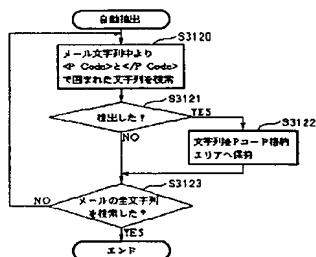 自動抽出
S3120
メール文字列中より
<P Code>と</P Code>
で囲まれた文字列を検索
S3121
検出した？
YES
S3122
NO
文字列をPコード格納
エリアへ保持
S3123
メールの全文字列
を検索した？
NO
YES
エンド